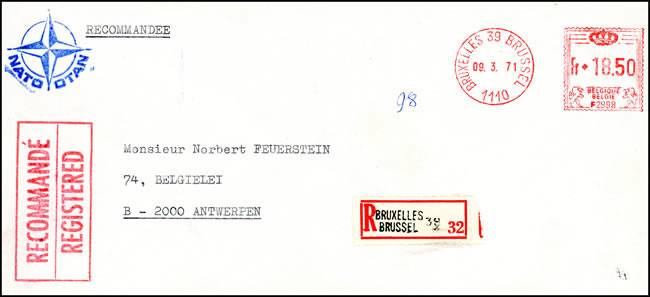 RECOMMANDEE
NATO OTAN
BRUXELLES 39 BRUSSEL
09. 3. 71
1110
Fr 18.50
BELGIQUE
BELGIE
F2998
98
RECOMMANDÉ
REGISTERED
Monsieur Norbert FEUERSTEIN
74, BELGIELEI
B - 2000 ANTWERPEN
R
BRUXELLES
BRUSSEL
39
32